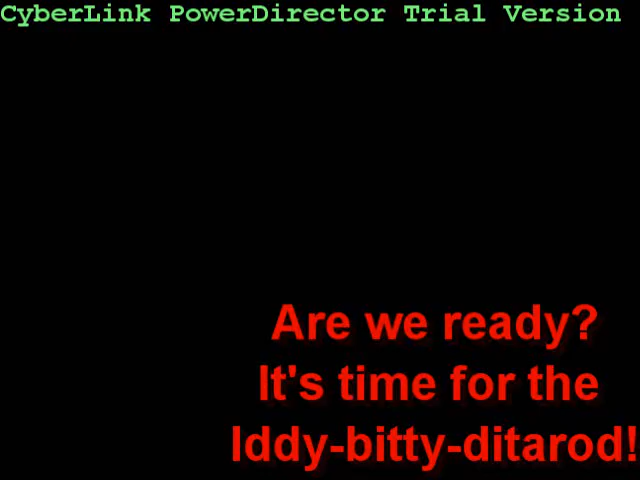 CyberLink PowerDirector Trial Version
Are we ready?
It's time for the
Iddy-bitty-ditarod!